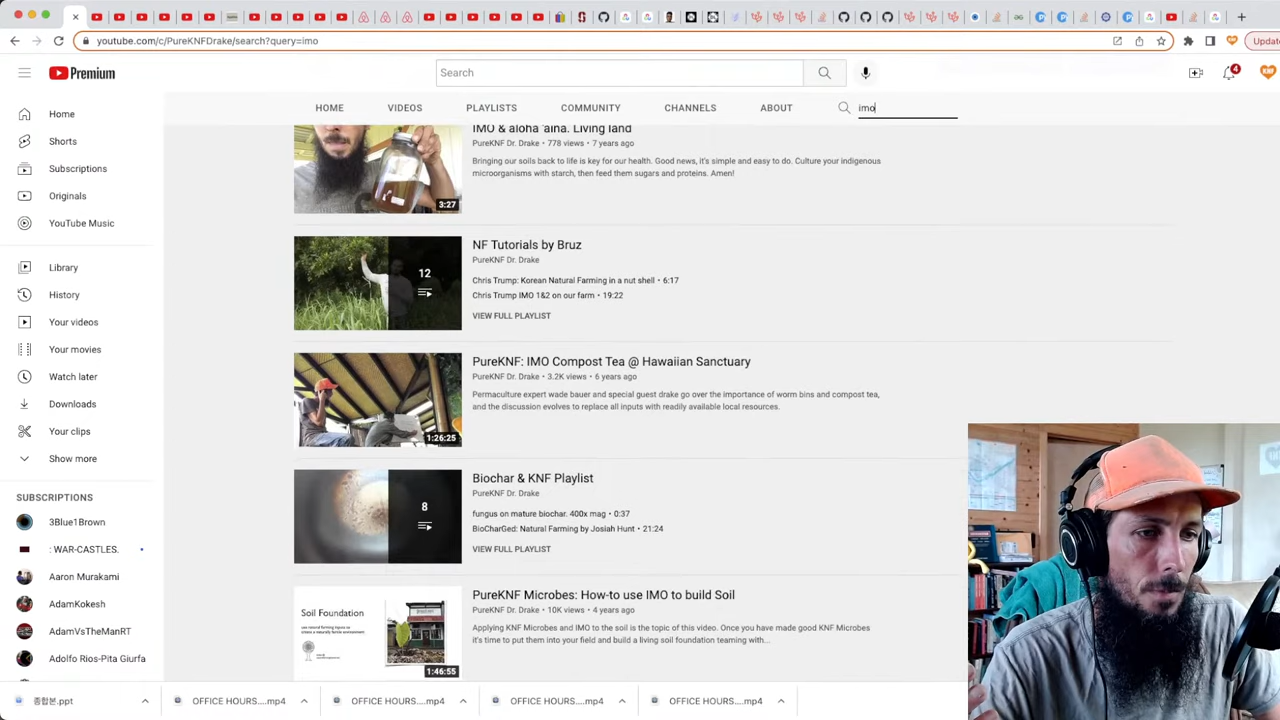 youtube.com/c/PureKNFDrake/search?query=imo
Updat
Premium
Search
4
HOME
VIDEOS
PLAYLISTS
COMMUNITY
CHANNELS
ABOUT
imo
Home
Shorts
Subscriptions
Originals
YouTube Music
Library
History
Your videos
Your movies
Watch later
Downloads
Your clips
Show more
SUBSCRIPTIONS
3Blue1Brown
: WAR-CASTLES.
Aaron Murakami
AdamKokesh
AdamVsTheManRT
Adolfo Rios-Pita Giurfa
IMO & aloha 'aina. Living land
PureKNF Dr. Drake • 778 views • 7 years ago
Bringing our soils back to life is key for our health. Good news, it's simple and easy to do. Culture your indigenous
microorganisms with starch, then feed them sugars and proteins. Amen!
3:27
NF Tutorials by Bruz
PureKNF Dr. Drake
12
Chris Trump: Korean Natural Farming in a nut shell • 6:17
Chris Trump IMO 1&2 on our farm • 19:22
VIEW FULL PLAYLIST
PureKNF: IMO Compost Tea @ Hawaiian Sanctuary
PureKNF Dr. Drake • 3.2K views • 6 years ago
Permaculture expert wade bauer and special guest drake go over the importance of worm bins and compost tea,
and the discussion evolves to replace all inputs with readily available local resources.
1:26:25
Biochar & KNF Playlist
PureKNF Dr. Drake
8
fungus on mature biochar. 400x mag • 0:37
BioCharGed: Natural Farming by Josiah Hunt • 21:24
VIEW FULL PLAYLIST
PureKNF Microbes: How-to use IMO to build Soil
PureKNF Dr. Drake • 10K views • 4 years ago
Applying KNF Microbes and IMO to the soil is the topic of this video. Once you have made good KNF Microbes
it's time to put them into your field and build a living soil foundation teaming with...
Soil Foundation
1:46:55
종합본.ppt
OFFICE HOURS....mp4
OFFICE HOURS....mp4
OFFICE HOURS....mp4
OFFICE HOURS....mp4